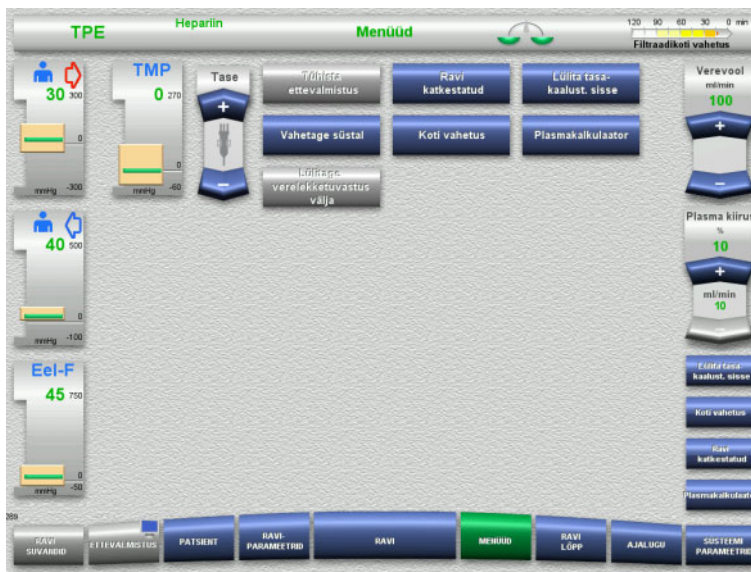 TPE
Hepariin
Menüüd
120 90 60 30 0 min
Filtraadikoti vahetus
30 300
0
mmHg -300
TMP
0 270
0
mmHg -60
Tase
+
−
Tühista
ettevalmistus
Ravi
katkestatud
Lülita tasa-
kaalust. sisse
Vahetage süstal
Koti vahetus
Plasmakalkulaator
Lülitage
verelekketuvastus
välja
Verevool
ml/min
100
+
−
40 500
0
mmHg -100
Plasma kiirus
%
10
+
ml/min
10
−
Eel-F
45 750
0
mmHg -50
Lülita tasa-
kaalust. sisse
Koti vahetus
Ravi
katkestatud
Plasmakalkulaator
289
RAVI
SUVANDID
ETTEVALMISTUS
PATSIENT
RAVI-
PARAMEETRID
RAVI
MENÜÜD
RAVI
LÕPP
AJALUGU
SÜSTEEMI
PARAMEETRID